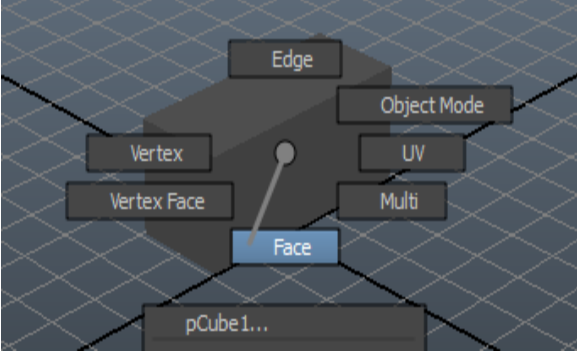 Edge
Object Mode
Vertex
UV
Vertex Face
Multi
Face
pCube1...